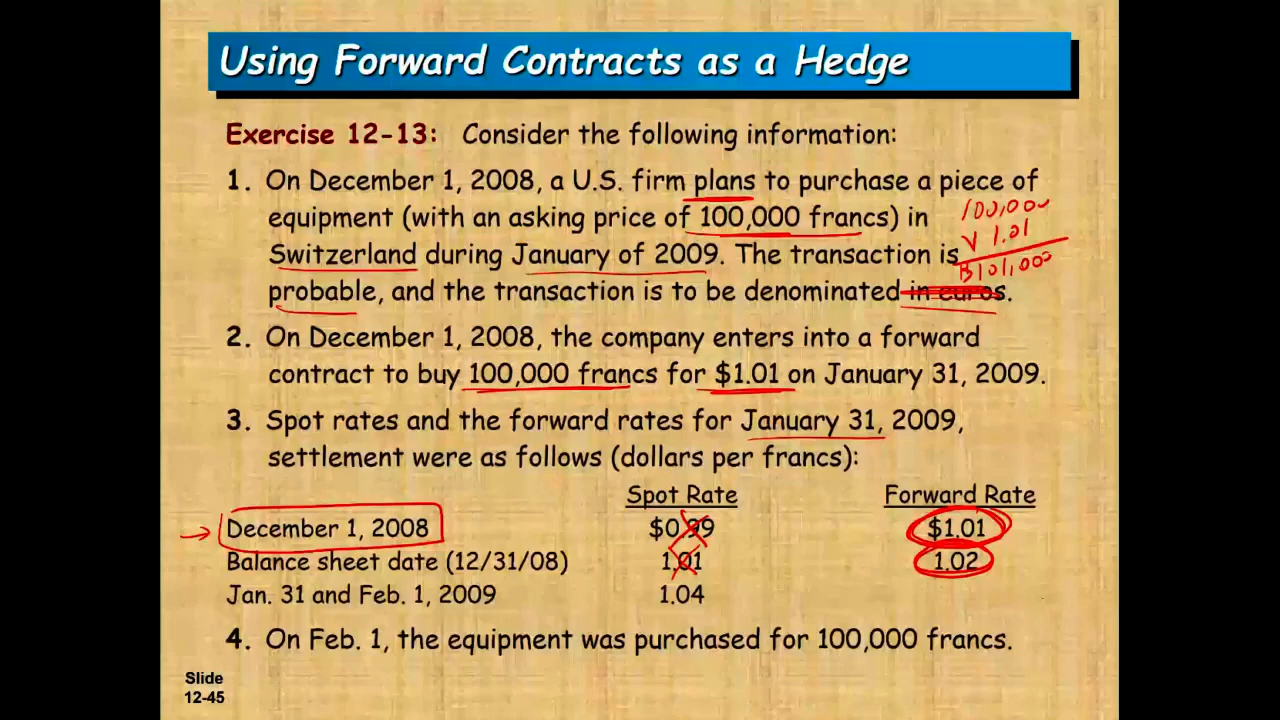 Using Forward Contracts as a Hedge
Exercise 12-13: Consider the following information:
1. On December 1, 2008, a U.S. firm plans to purchase a piece of
equipment (with an asking price of 100,000 francs) in
Switzerland during January of 2009. The transaction is
probable, and the transaction is to be denominated in euros.
100,000
1.01
101,000
2. On December 1, 2008, the company enters into a forward
contract to buy 100,000 francs for $1.01 on January 31, 2009.
3. Spot rates and the forward rates for January 31, 2009,
settlement were as follows (dollars per francs):
Spot Rate Forward Rate
December 1, 2008 $0.99 $1.01
Balance sheet date (12/31/08) 1.01 1.02
Jan. 31 and Feb. 1, 2009 1.04
4. On Feb. 1, the equipment was purchased for 100,000 francs.
Slide
12-45